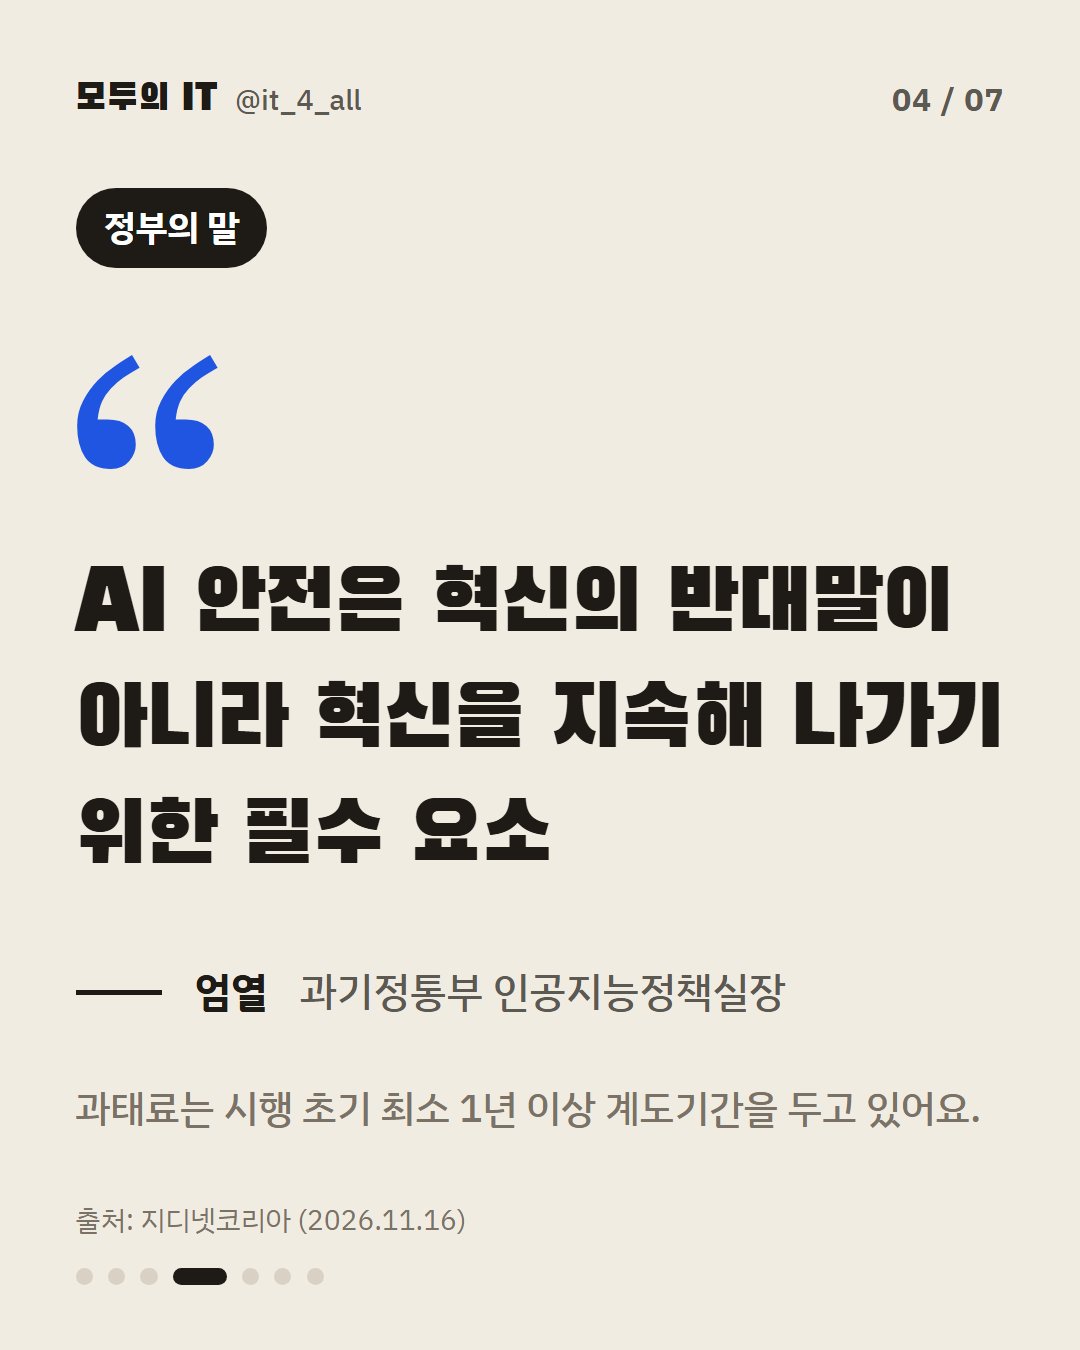 모두의 IT @it_4_all
04 / 07
정부의 말
“
AI 안전은 혁신의 반대말이
아니라 혁신을 지속해 나가기
위한 필수 요소
엄열 과기정통부 인공지능정책실장
과태료는 시행 초기 최소 1년 이상 계도기간을 두고 있어요.
출처: 지디넷코리아 (2026.11.16)